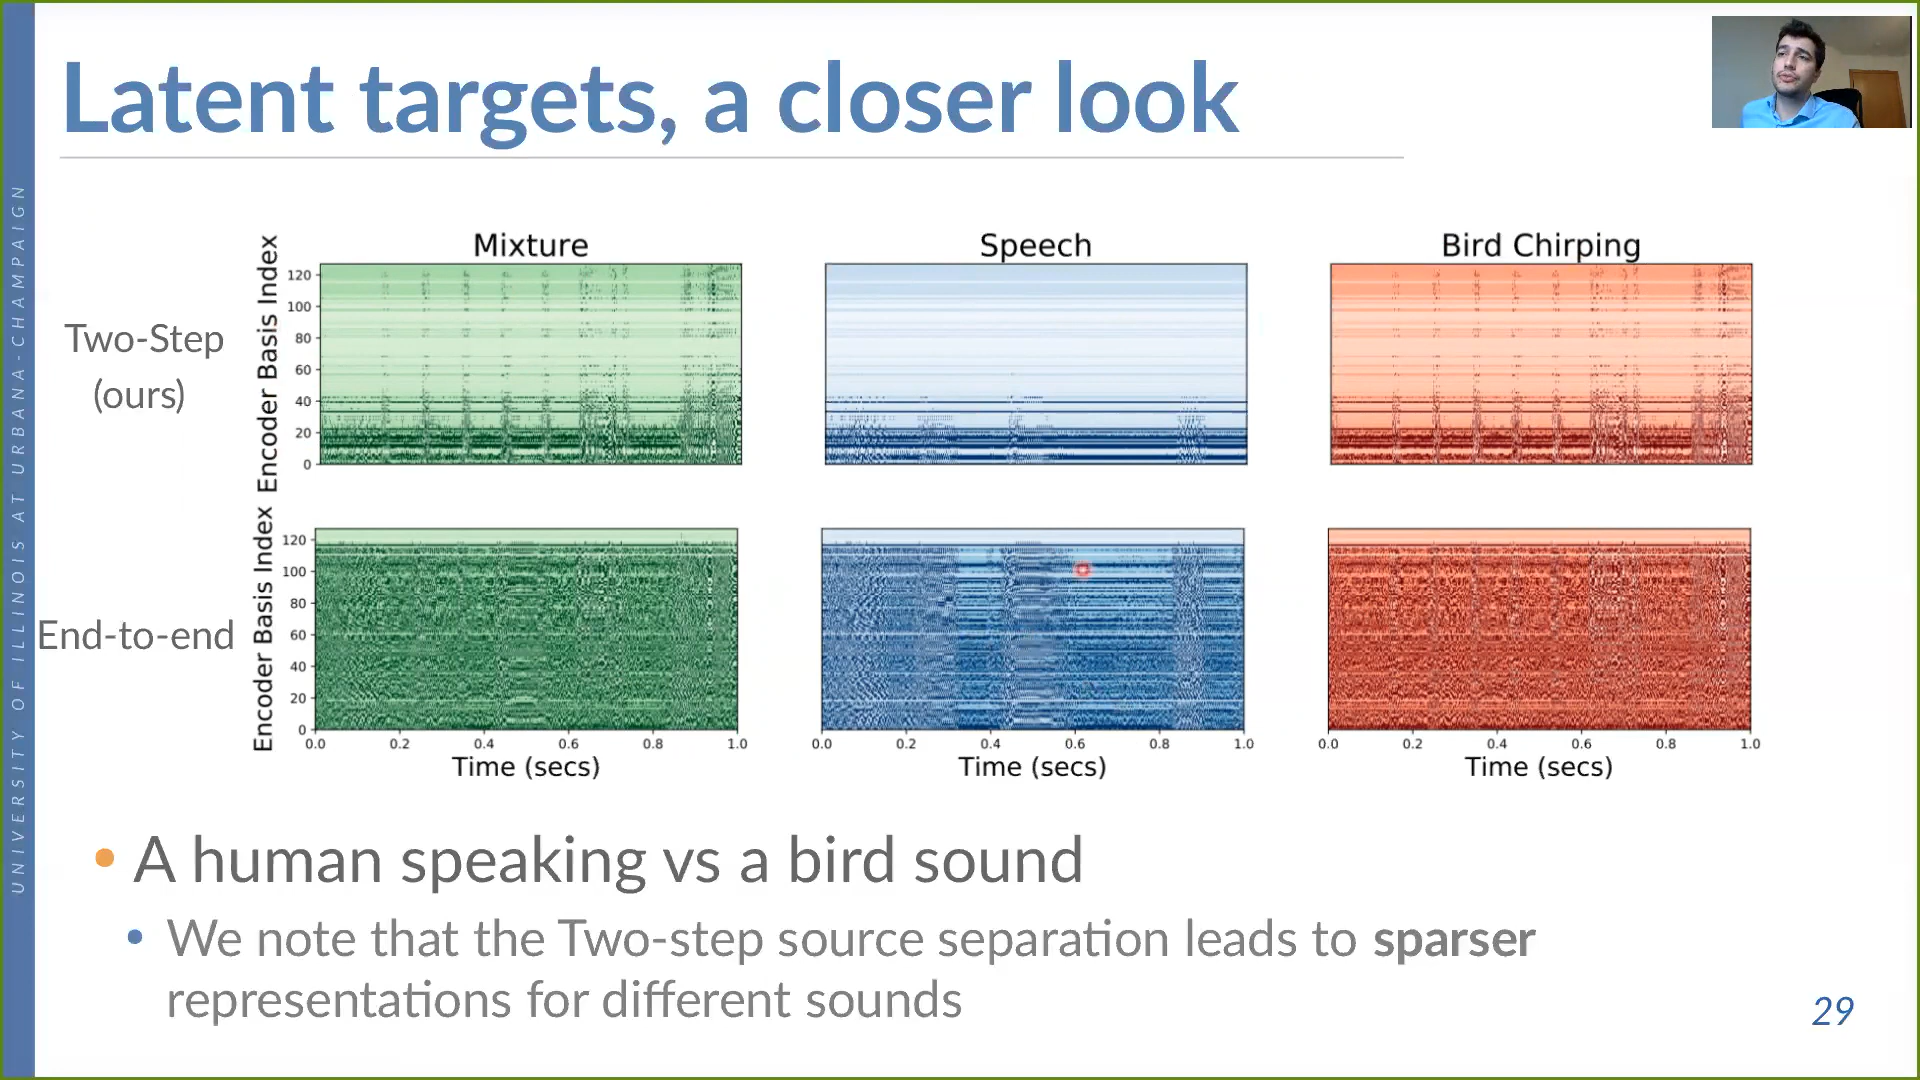 Latent targets, a closer look
UNIVERSITY OF ILLINOIS AT URBANA-CHAMPAIGN
Mixture
Speech
Bird Chirping
Two-Step
(ours)
Encoder Basis Index
120
100
80
60
40
20
0
End-to-end
Encoder Basis Index
120
100
80
60
40
20
0
0.0 0.2 0.4 0.6 0.8 1.0
0.0 0.2 0.4 0.6 0.8 1.0
0.0 0.2 0.4 0.6 0.8 1.0
Time (secs)
Time (secs)
Time (secs)
• A human speaking vs a bird sound
• We note that the Two-step source separation leads to sparser
representations for different sounds
29